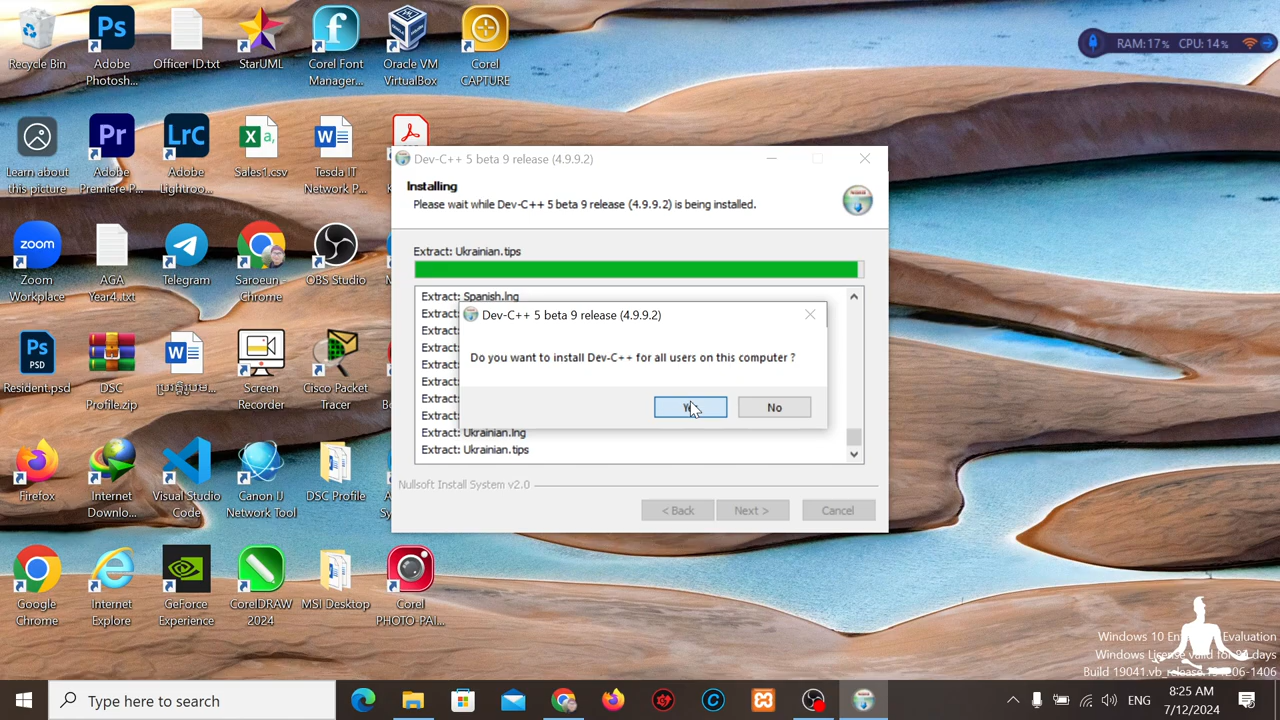 Recycle Bin
Adobe Photosh...
Officer ID.txt
StarUML
Corel Font Manager...
Oracle VM VirtualBox
Corel CAPTURE
RAM:17% CPU:14%
Learn about this picture
Adobe Premiere P...
Adobe Lightroo...
Sales1.csv
Tesda IT Network P...
Zoom Workplace
AGA Year4..txt
Telegram
Saroeun - Chrome
OBS Studio
Resident.psd
DSC Profile.zip
Screen Recorder
Cisco Packet Tracer
Firefox
Internet Downlo...
Visual Studio Code
Canon IJ Network Tool
DSC Profile
Google Chrome
Internet Explore
GeForce Experience
CorelDRAW 2024
MSI Desktop
Corel PHOTO-PAI...
Dev-C++ 5 beta 9 release (4.9.9.2)
Installing
Please wait while Dev-C++ 5 beta 9 release (4.9.9.2) is being installed.
Extract: Ukrainian.tips
Extract: Spanish.lng
Extract:
Extract:
Extract:
Extract:
Extract:
Extract:
Extract:
Extract: Ukrainian.lng
Extract: Ukrainian.tips
Dev-C++ 5 beta 9 release (4.9.9.2)
Do you want to install Dev-C++ for all users on this computer ?
No
Nullsoft Install System v2.0
< Back
Next >
Cancel
Windows 10 Evaluation
Windows License valid for days
Build 19041.vb_release.191206-1406
Type here to search
ENG
8:25 AM
7/12/2024